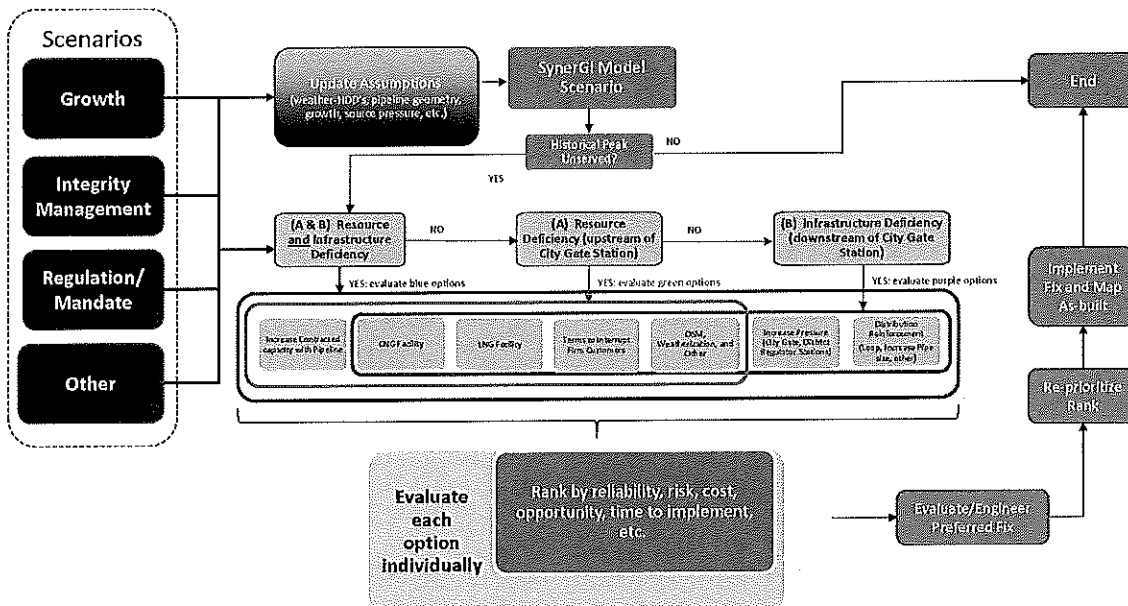 Scenarios
Growth
Integrity
Management
Regulation/
Mandate
Other
Update Assumptions
(weather-HDD's, pipeline geometry,
growth, source pressure, etc.)
SynerGI Model
Scenario
Historical Peak
Unserved?
NO
YES
End
(A & B) Resource
and Infrastructure
Deficiency
NO
(A) Resource
Deficiency (upstream of
City Gate Station)
NO
(B) Infrastructure Deficiency
(downstream of City Gate
Station)
YES: evaluate blue options
YES: evaluate green options
YES: evaluate purple options
Increase Contracted
capacity with Pipeline
CNG Facility
LNG Facility
Terms to Interrupt
Firm Customers
DSM,
Weatherization, and
Other
Increase Pressure
(City Gate, District
Regulator Stations)
Distribution
Reinforcement
(Loop, Increase Pipe
size, other)
Evaluate
each
option
individually
Rank by reliability, risk, cost,
opportunity, time to implement,
etc.
Evaluate/Engineer
Preferred Fix
Re-prioritize
Rank
Implement
Fix and Map
As-built